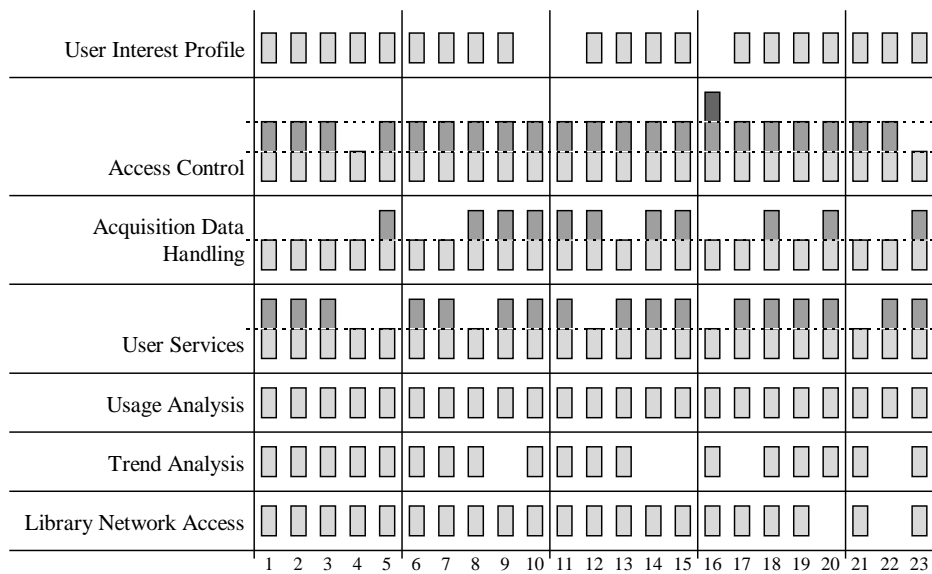 User Interest Profile
Access Control
Acquisition Data
Handling
User Services
Usage Analysis
Trend Analysis
Library Network Access
1 2 3 4 5 6 7 8 9 10 11 12 13 14 15 16 17 18 19 20 21 22 23